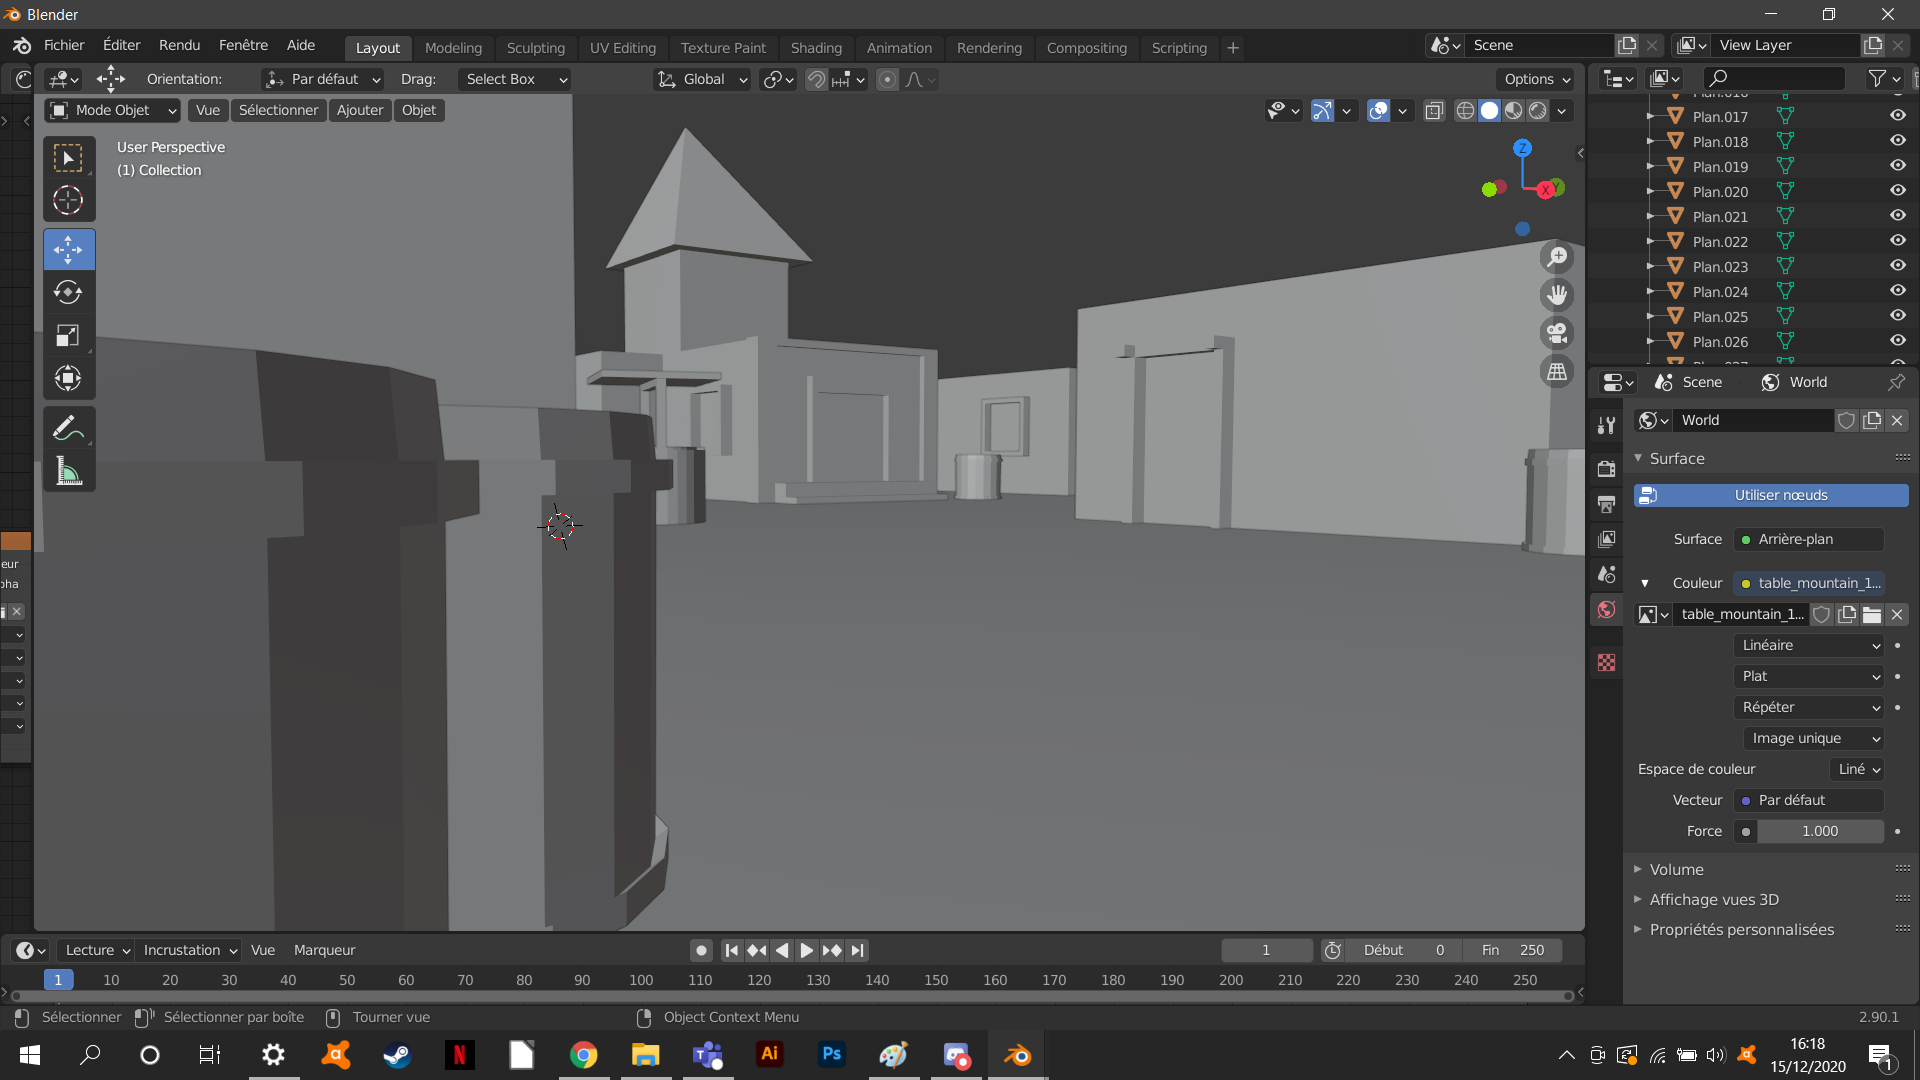 Blender
Fichier Éditer Rendu Fenêtre Aide Layout Modeling Sculpting UV Editing Texture Paint Shading Animation Rendering Compositing Scripting + Scene View Layer
Orientation: Par défaut Drag: Select Box Global Options
Mode Objet Vue Sélectionner Ajouter Objet
User Perspective
(1) Collection
Z
X Y
Plan.017
Plan.018
Plan.019
Plan.020
Plan.021
Plan.022
Plan.023
Plan.024
Plan.025
Plan.026
Scene World
World
Surface
Utiliser nœuds
Surface Arrière-plan
Couleur table_mountain_1...
table_mountain_1...
Linéaire
Plat
Répéter
Image unique
Espace de couleur Liné
Vecteur Par défaut
Force 1.000
Volume
Affichage vues 3D
Propriétés personnalisées
eur
pha
Lecture Incrustation Vue Marqueur 1 Début 0 Fin 250
1 10 20 30 40 50 60 70 80 90 100 110 120 130 140 150 160 170 180 190 200 210 220 230 240 250
Sélectionner Sélectionner par boîte Tourner vue Object Context Menu 2.90.1
N T Ai Ps
16:18
15/12/2020
1